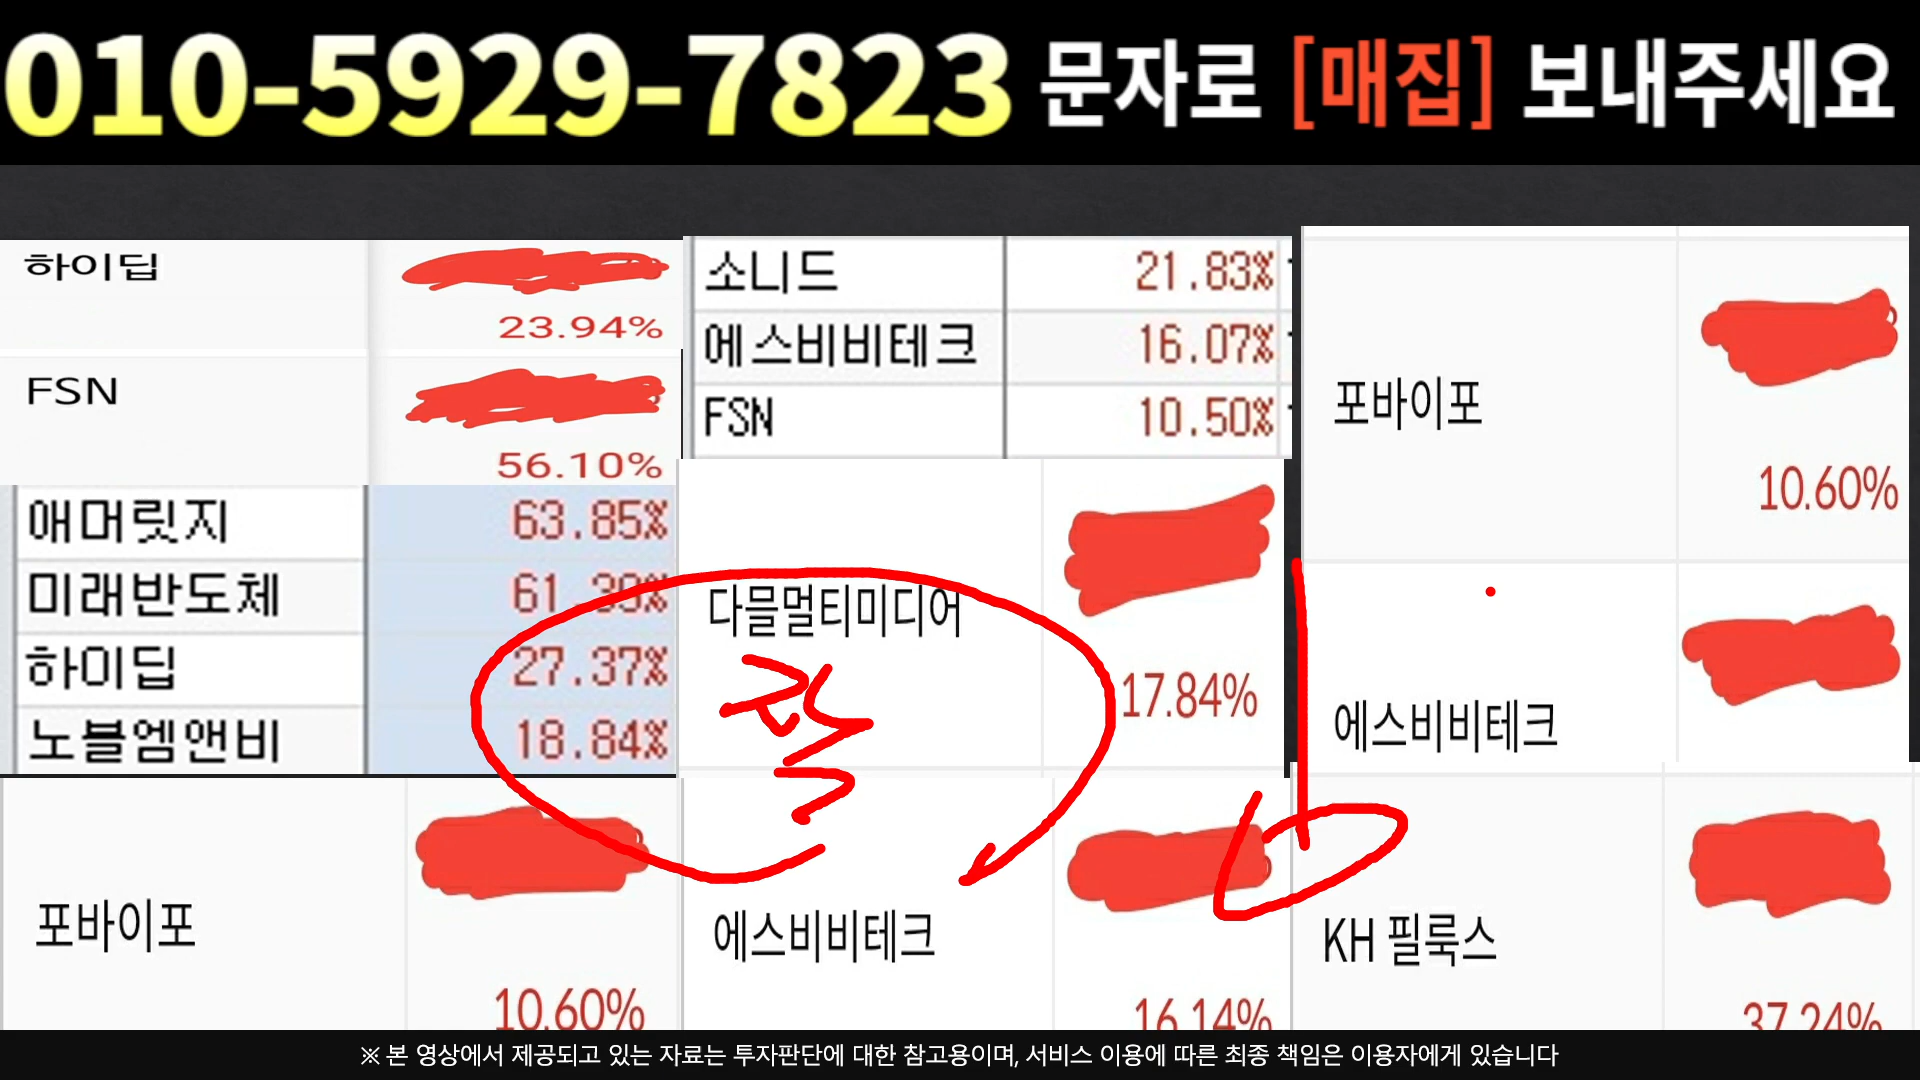 010-5929-7823 문자로 [매집] 보내주세요
하이딥
23.94%
FSN
56.10%
애머릿지 63.85%
미래반도체 61.39%
하이딥 27.37%
노블엠앤비 18.84%
소니드 21.83%
에스비비테크 16.07%
FSN 10.50%
다믈멀티미디어
17.84%
포바이포
10.60%
에스비비테크
포바이포
10.60%
에스비비테크
16.14%
KH 필룩스
37.24%
※ 본 영상에서 제공되고 있는 자료는 투자판단에 대한 참고용이며, 서비스 이용에 따른 최종 책임은 이용자에게 있습니다